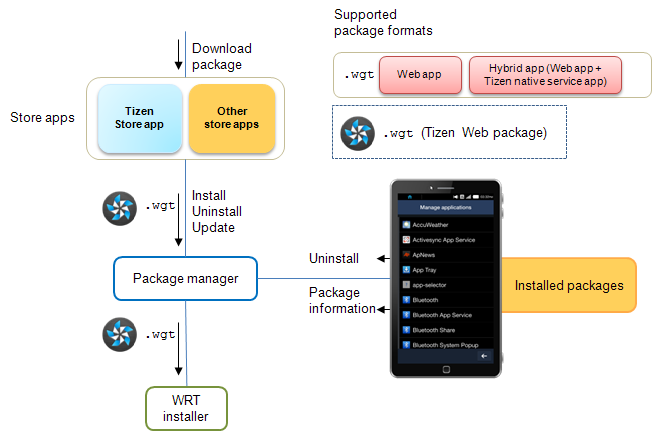 Supported
package formats
Download
package
.wgt
Web app
Hybrid app (Web app +
Tizen native service app)
Store apps
Tizen
Store app
Other
store apps
.wgt (Tizen Web package)
.wgt
Install
Uninstall
Update
Manage applications
AccuWeather
Activesync App Service
ApNews
App Tray
app-selector
Bluetooth
Bluetooth App Service
Bluetooth Share
Bluetooth System Popup
Uninstall
Package manager
Package
information
Installed packages
.wgt
WRT
installer